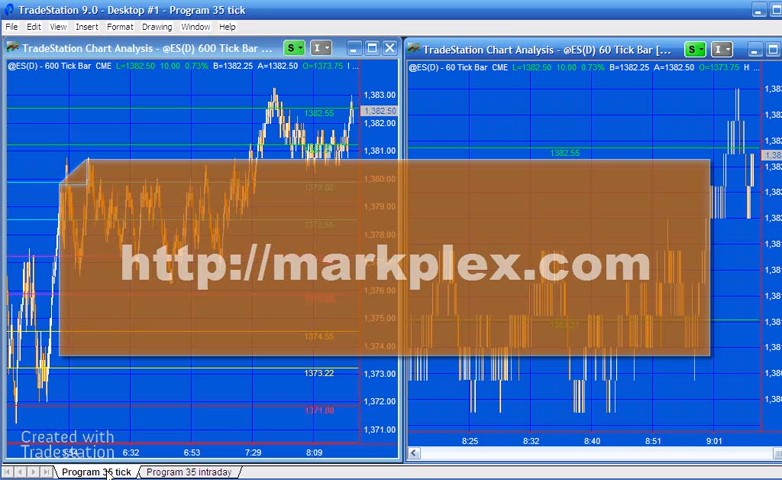 TradeStation 9.0 - Desktop #1 - Program 35 tick
File Edit View Insert Format Drawing Window Help
TradeStation Chart Analysis - @ES(D) 600 Tick Bar ...
S
I
@ES(D) - 600 Tick Bar CME L=1382.50 10.00 0.73% B=1382.25 A=1382.50 O=1373.75
1,383.00
1382.55
1,382.50
1,382.00
1,381.00
1,380.00
1,379.00
1,378.00
1,377.00
1,376.00
1,375.00
1374.55
1,374.00
1373.22
1,373.00
1,372.00
1371.88
1,371.00
6:32 6:53 7:29 8:09
Created with
TradeStation
TradeStation Chart Analysis - @ES(D) 60 Tick Bar [...
S
I
@ES(D) - 60 Tick Bar CME L=1382.50 10.00 0.73% B=1382.25 A=1382.50 O=1373.75 H
1382.55
8:25 8:32 8:40 8:51 9:01
http://markplex.com
Program 35 tick
Program 35 intraday